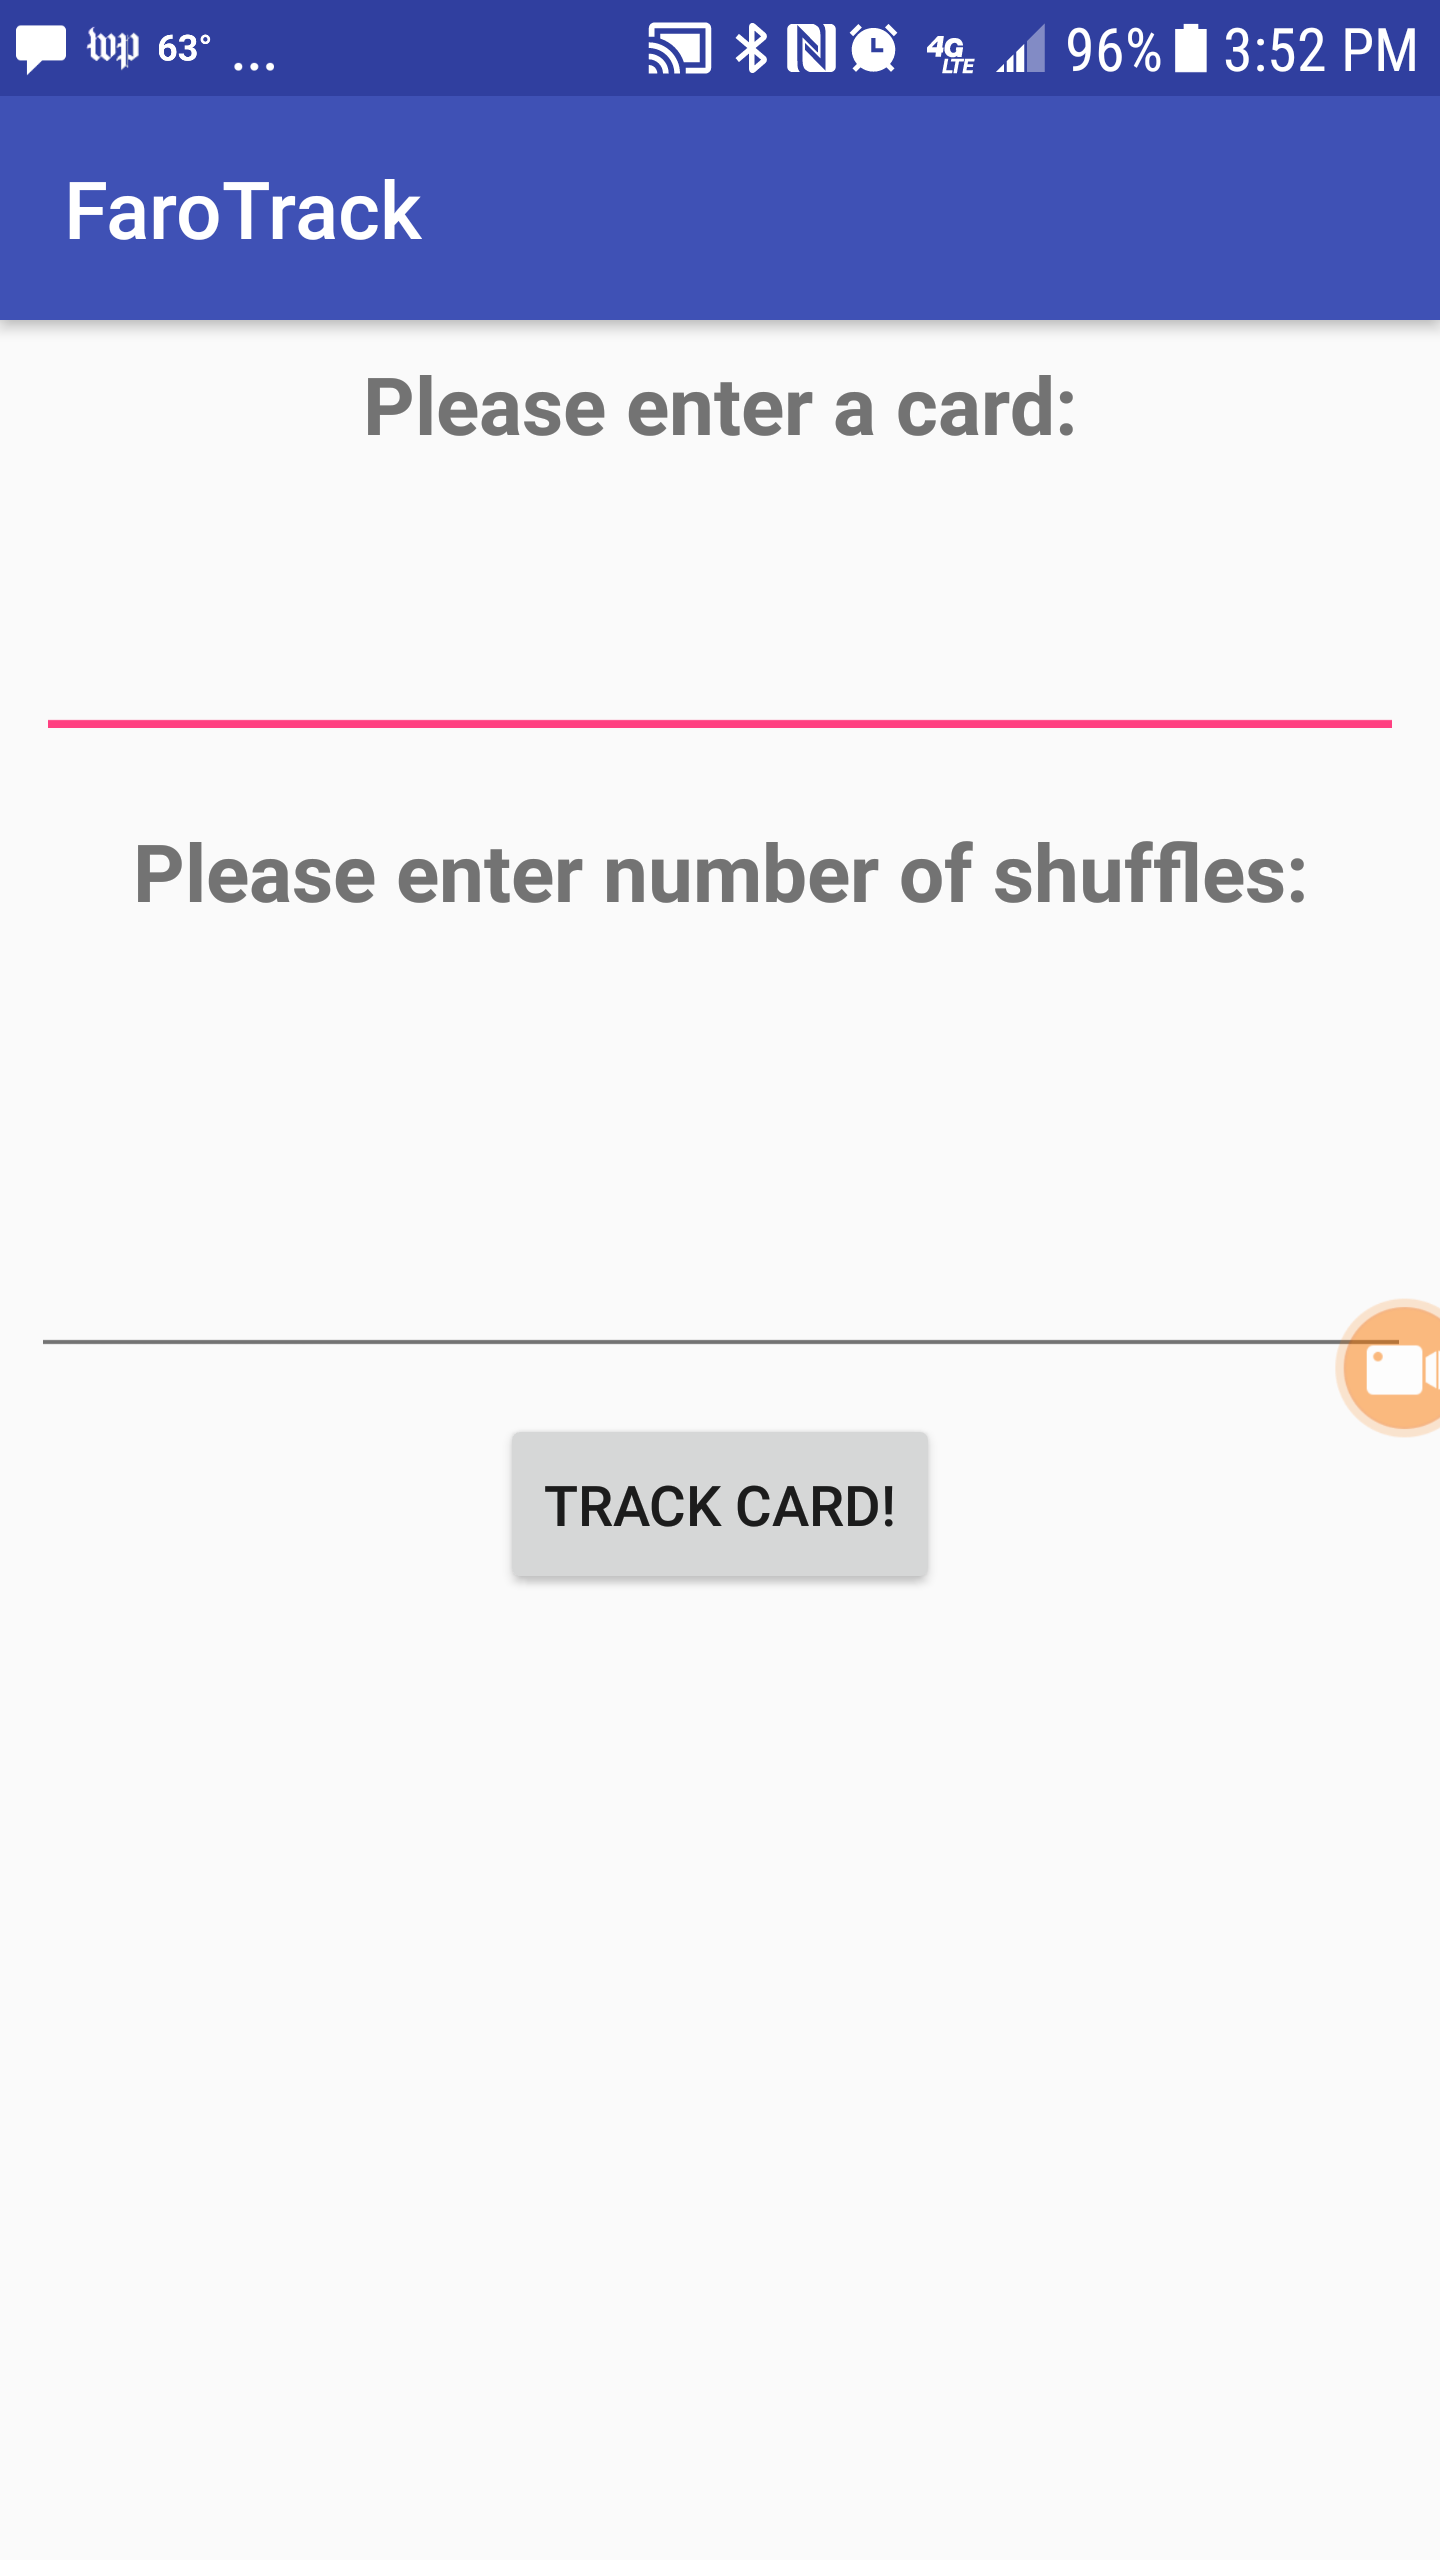 wp 63° ... 4G LTE 96% 3:52 PM
FaroTrack
Please enter a card:
Please enter number of shuffles:
TRACK CARD!